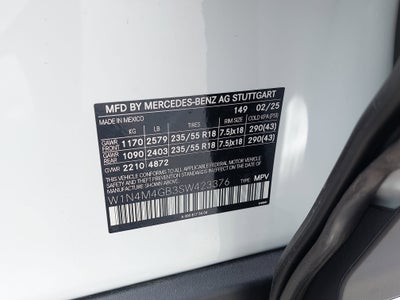 MFD BY MERCEDES-BENZ AG STUTTGART
MADE IN MEXICO 149 02/25
KG LB TIRES RIM SIZE COLD KPA (PSI)
GAWR FRONT 1170 2579 235/55 R18 7.5Jx18 290(43)
GAWR REAR 1090 2403 235/55 R18 7.5Jx18 290(43)
GVWR 2210 4872
THIS VEHICLE CONFORMS TO ALL APPLICABLE U.S. FEDERAL MOTOR VEHICLE
SAFETY, BUMPER, AND THEFT PREVENTION STANDARDS IN EFFECT
ON THE DATE OF MANUFACTURE SHOWN ABOVE.
W1N4M4GB3SW423376 TYPE: MPV